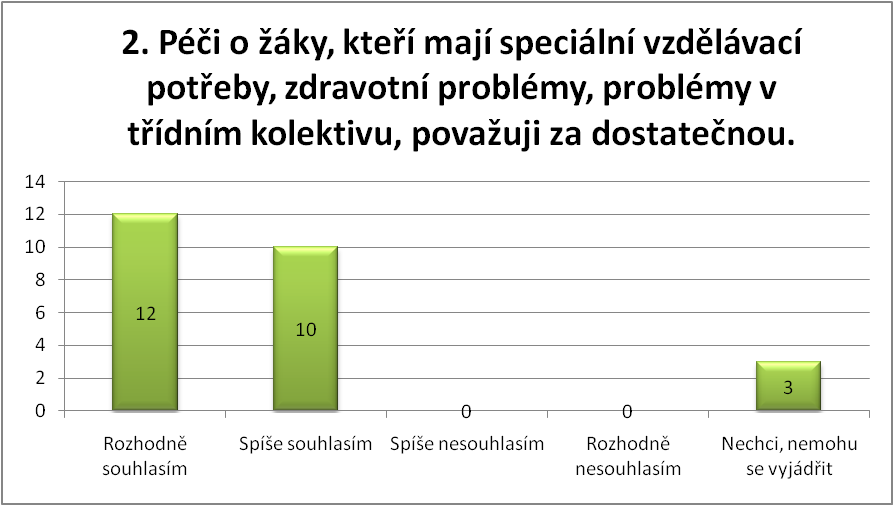 2. Péči o žáky, kteří mají speciální vzdělávací
potřeby, zdravotní problémy, problémy v
třídním kolektivu, považuji za dostatečnou.
14
12
10
8
6
4
2
0
12
10
0
0
3
Rozhodně
souhlasím
Spíše souhlasím
Spíše nesouhlasím
Rozhodně
nesouhlasím
Nechci, nemohu
se vyjádřit